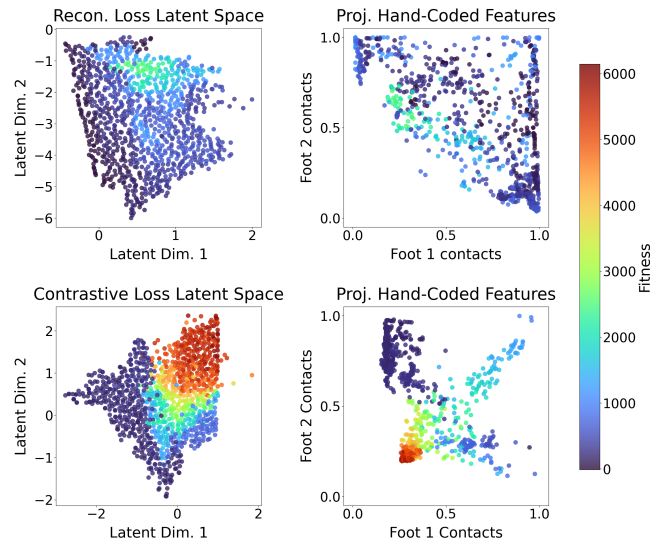 Recon. Loss Latent Space
Proj. Hand-Coded Features
0
−1
−2
−3
−4
−5
−6
Latent Dim. 2
0
1
2
Latent Dim. 1
1.0
0.5
0.0
Foot 2 contacts
0.0
0.5
1.0
Foot 1 contacts
Contrastive Loss Latent Space
Proj. Hand-Coded Features
2
1
0
−1
−2
Latent Dim. 2
−2
0
2
Latent Dim. 1
1.0
0.5
0.0
Foot 2 Contacts
0.0
0.5
1.0
Foot 1 Contacts
6000
5000
4000
3000
2000
1000
0
Fitness